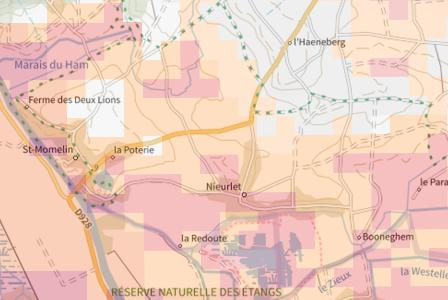 l'Haeneberg
Marais du Ham
Ferme des Deux Lions
St-Momelin
la Poterie
Nieurlet
le Para
D928
la Redoute
Booneghem
la Westelle
le Zieux
RÉSERVE NATURELLE DES ÉTANGS